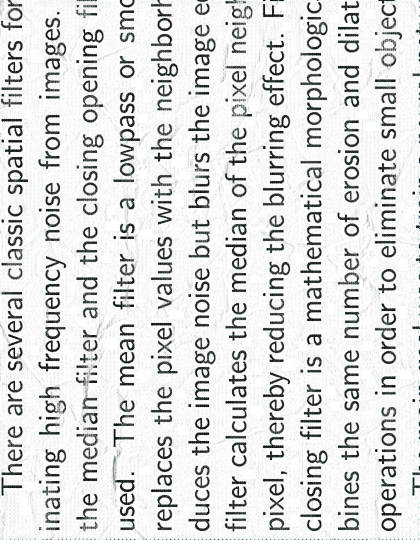 There are several classic spatial filters for
inating high frequency noise from images.
the median filter and the closing opening fil
used. The mean filter is a lowpass or smo
replaces the pixel values with the neighborh
duces the image noise but blurs the image e
filter calculates the median of the pixel neig
pixel, thereby reducing the blurring effect. Fi
closing filter is a mathematical morphologic
bines the same number of erosion and dilat
operations in order to eliminate small object